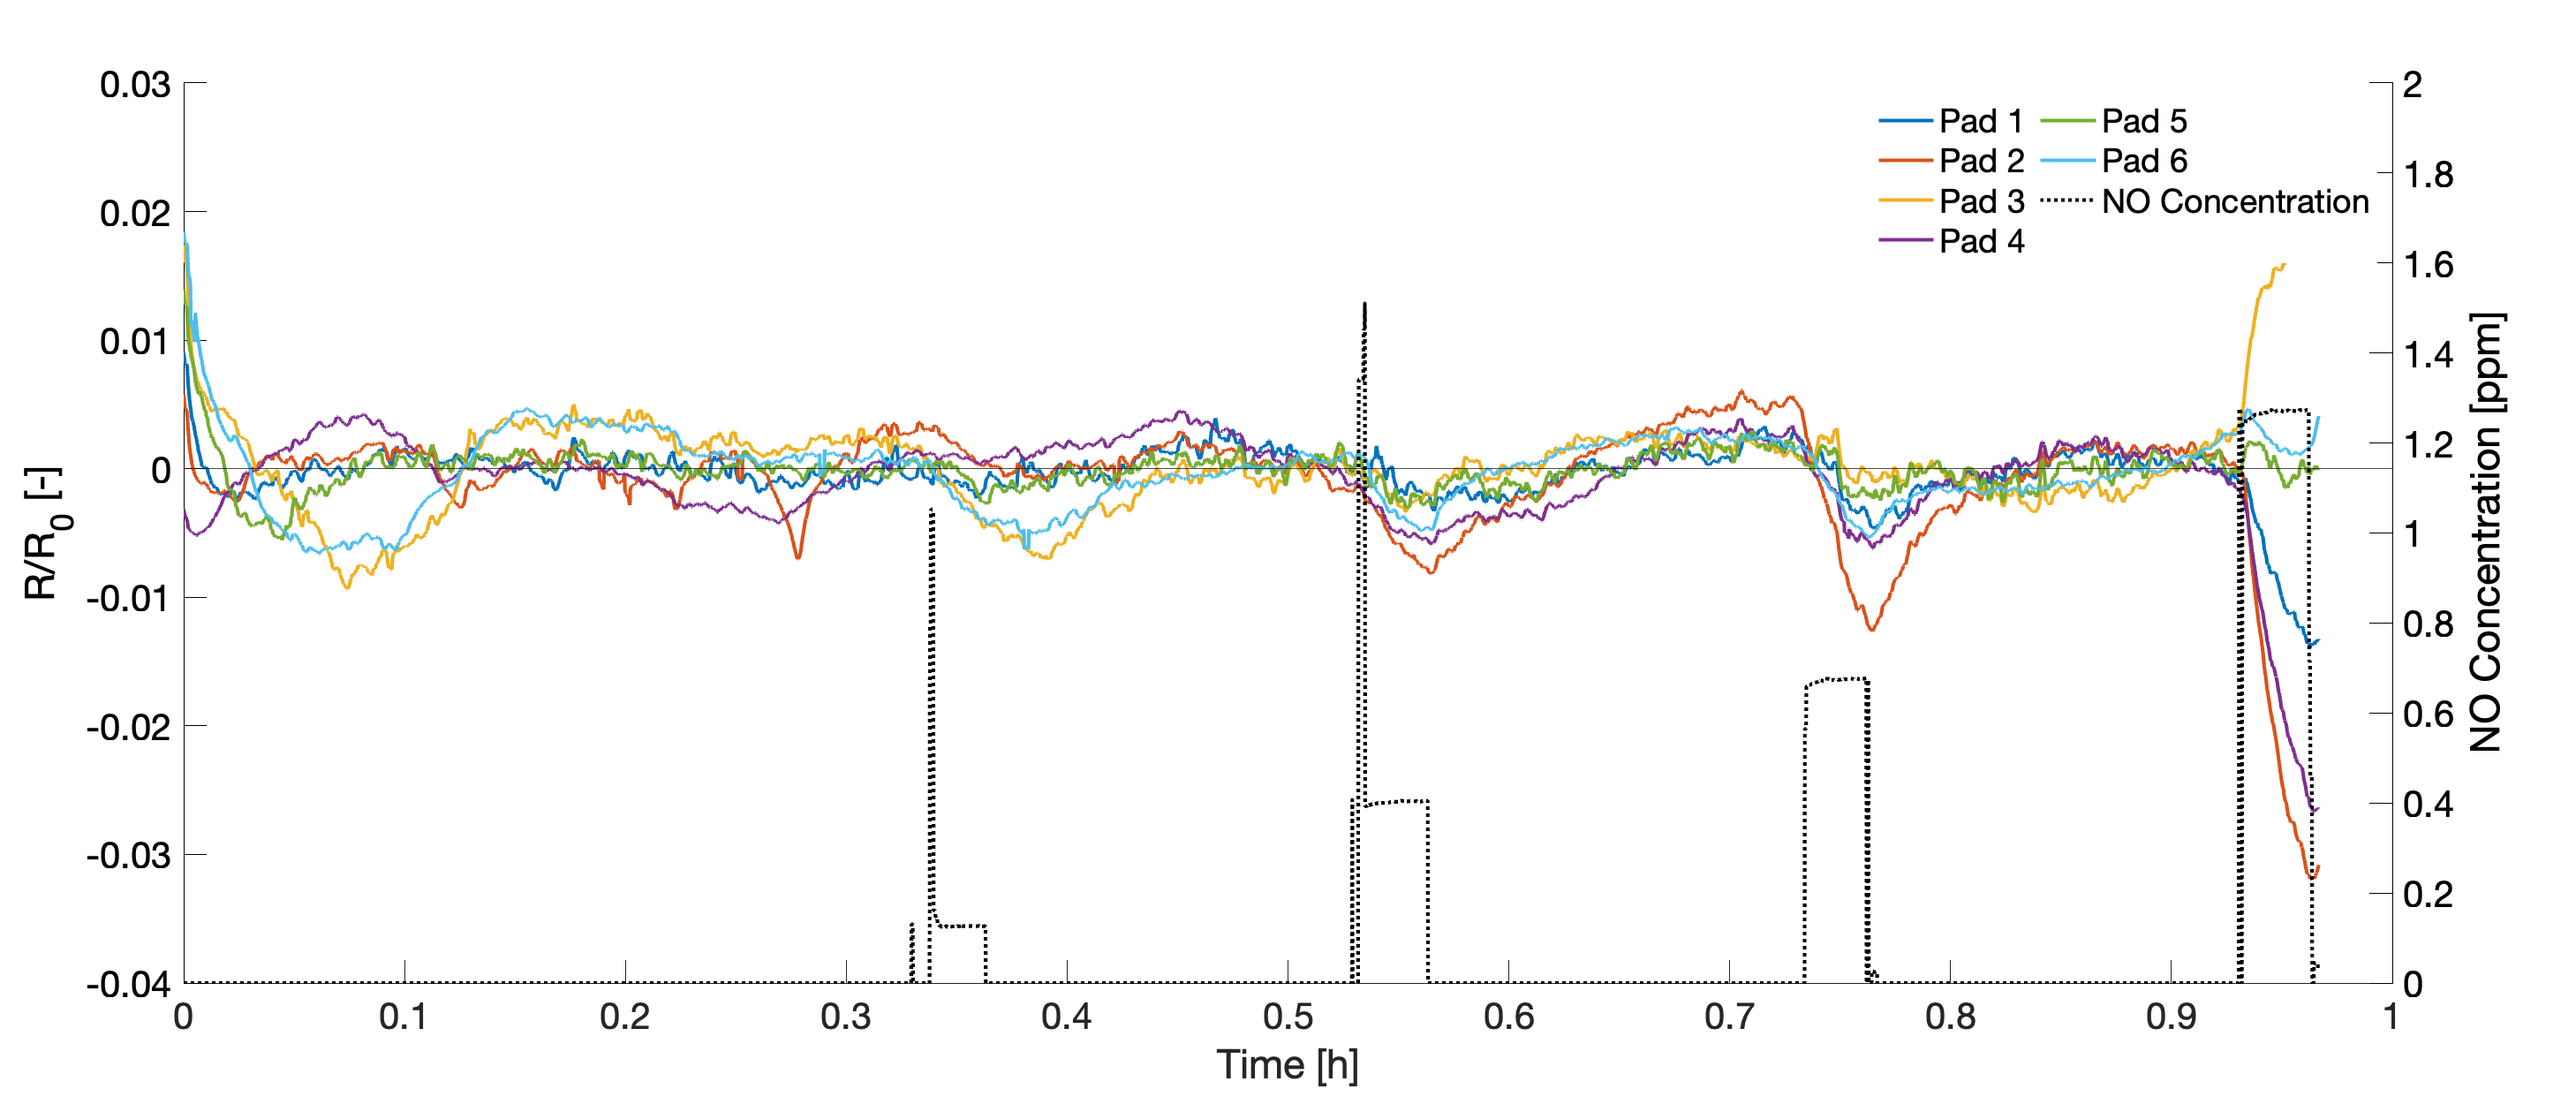 0.03
0.02
0.01
0
-0.01
-0.02
-0.03
-0.04
R/R0 [-]
0 0.1 0.2 0.3 0.4 0.5 0.6 0.7 0.8 0.9 1
Time [h]
2
1.8
1.6
1.4
1.2
1
0.8
0.6
0.4
0.2
0
NO Concentration [ppm]
Pad 1 Pad 5
Pad 2 Pad 6
Pad 3 NO Concentration
Pad 4